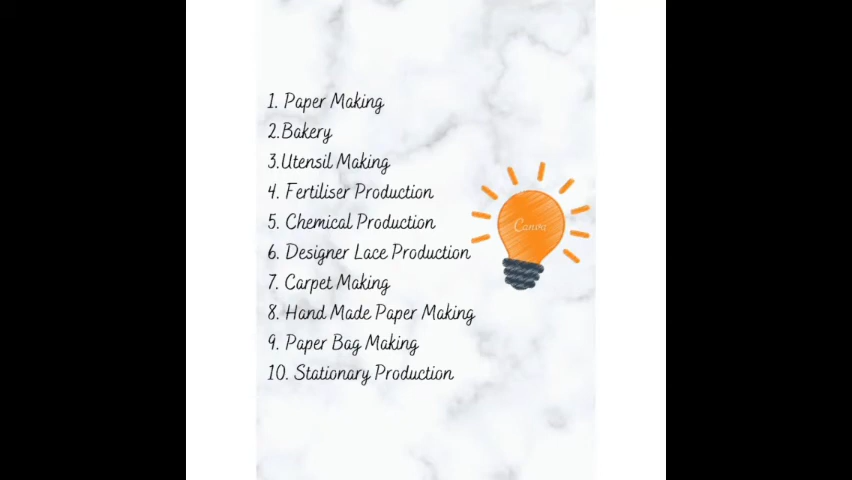 1. Paper Making
2.Bakery
3.Utensil Making
4. Fertiliser Production
5. Chemical Production
6. Designer Lace Production
7. Carpet Making
8. Hand Made Paper Making
9. Paper Bag Making
10. Stationary Production
Canva